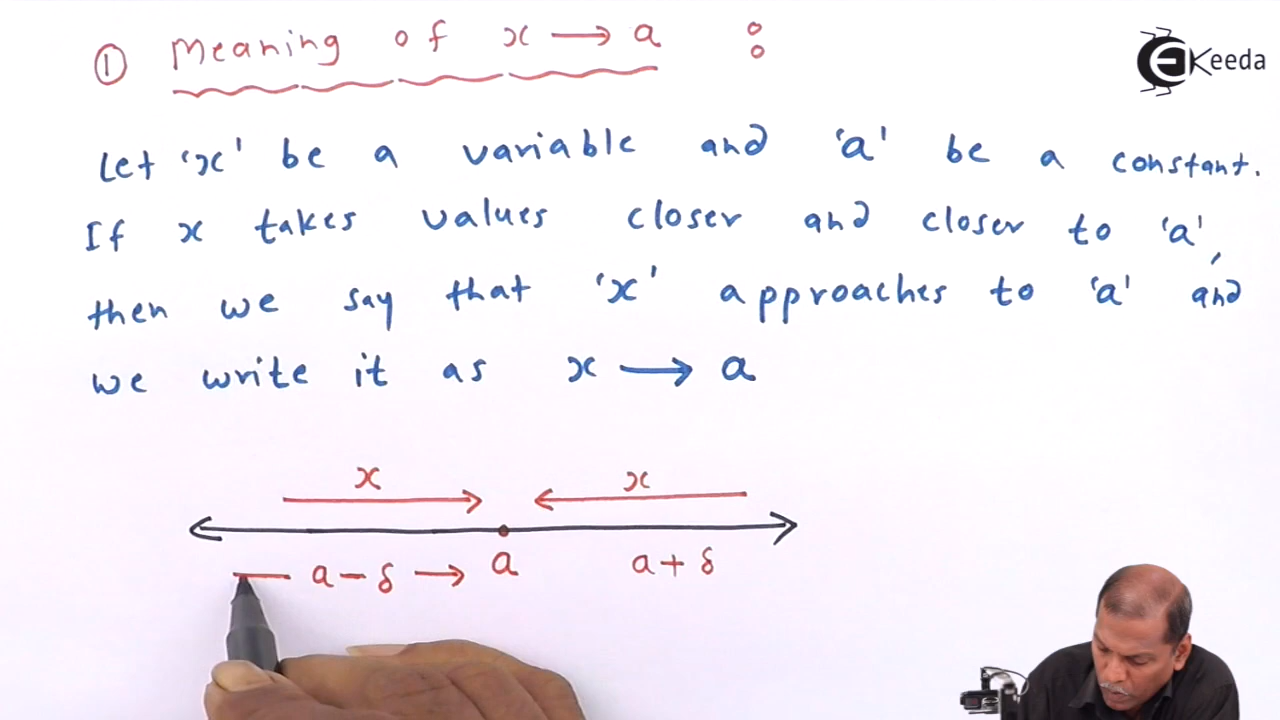 ① Meaning of x → a :
EKeeda
Let 'x' be a variable and 'a' be a constant.
If x takes values closer and closer to 'a',
then we say that 'x' approaches to 'a' and
we write it as x → a
x x
a
— a – δ → a + δ